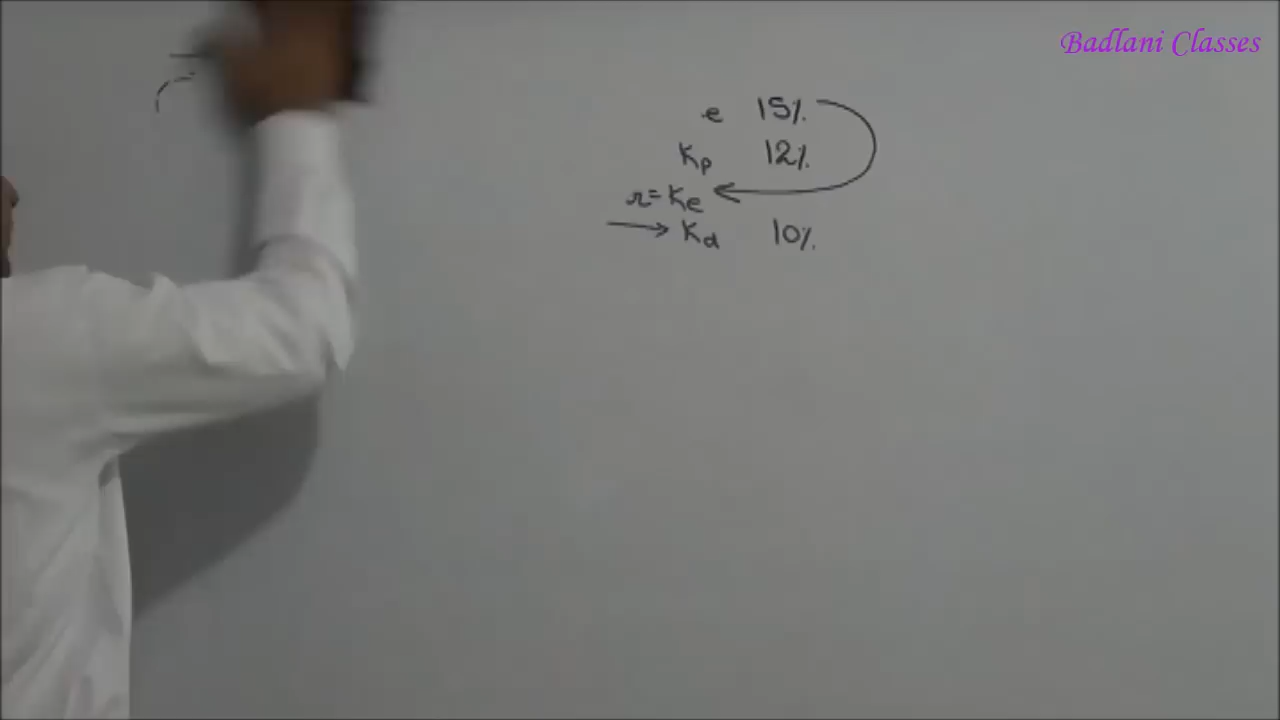 Badlani Classes
e 15%
Kp 12%
r=Ke
Kd 10%